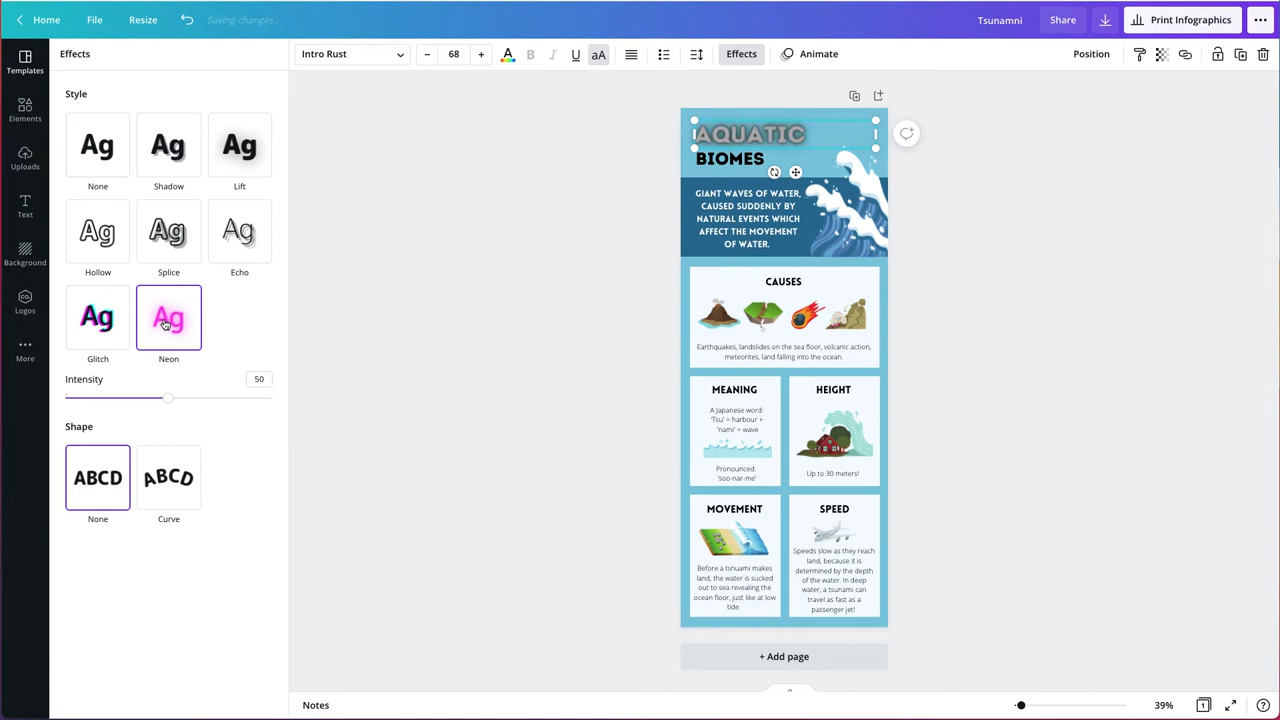 Home File Resize Saving changes... Tsunamni Share Print Infographics
Effects Intro Rust 68 A B I U aA Effects Animate Position
Templates
Elements
Uploads
Text
Background
CO.
Logos
More
Style
Ag Ag Ag
None Shadow Lift
Ag Ag Ag
Hollow Splice Echo
Ag Ag
Glitch Neon
Intensity 50
Shape
ABCD ABCD
None Curve
AQUATIC
BIOMES
GIANT WAVES OF WATER,
CAUSED SUDDENLY BY
NATURAL EVENTS WHICH
AFFECT THE MOVEMENT
OF WATER.
CAUSES
Earthquakes, landslides on the sea floor, volcanic action,
meteorites, land falling into the ocean.
MEANING
A Japanese word:
'Tsu' = harbour +
'nami' = wave
Pronounced:
'soo-nar-me'
HEIGHT
Up to 30 meters!
MOVEMENT
Before a tsnuami makes
land, the water is sucked
out to sea revealing the
ocean floor, just like at low
tide.
SPEED
Speeds slow as they reach
land, because it is
determined by the depth
of the water. In deep
water, a tsunami can
travel as fast as a
passenger jet!
+ Add page
Notes 39% 1 ?